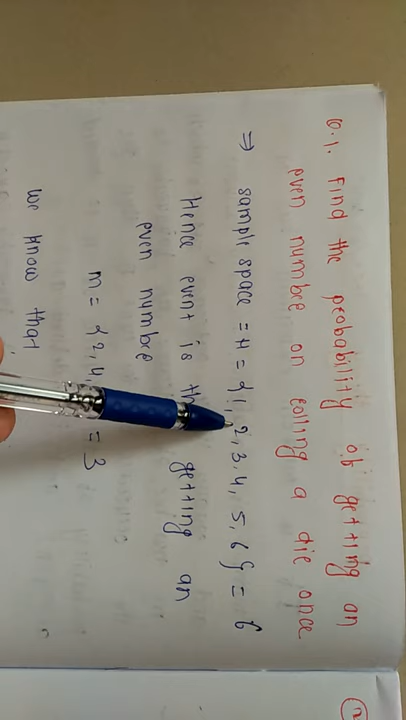 Q.1. Find the probability of getting an
even number on rolling a die once
⇒ sample space = n = {1, 2, 3, 4, 5, 6} = 6
Hence event is getting an
even number
m = {2, 4, = 3
we know that